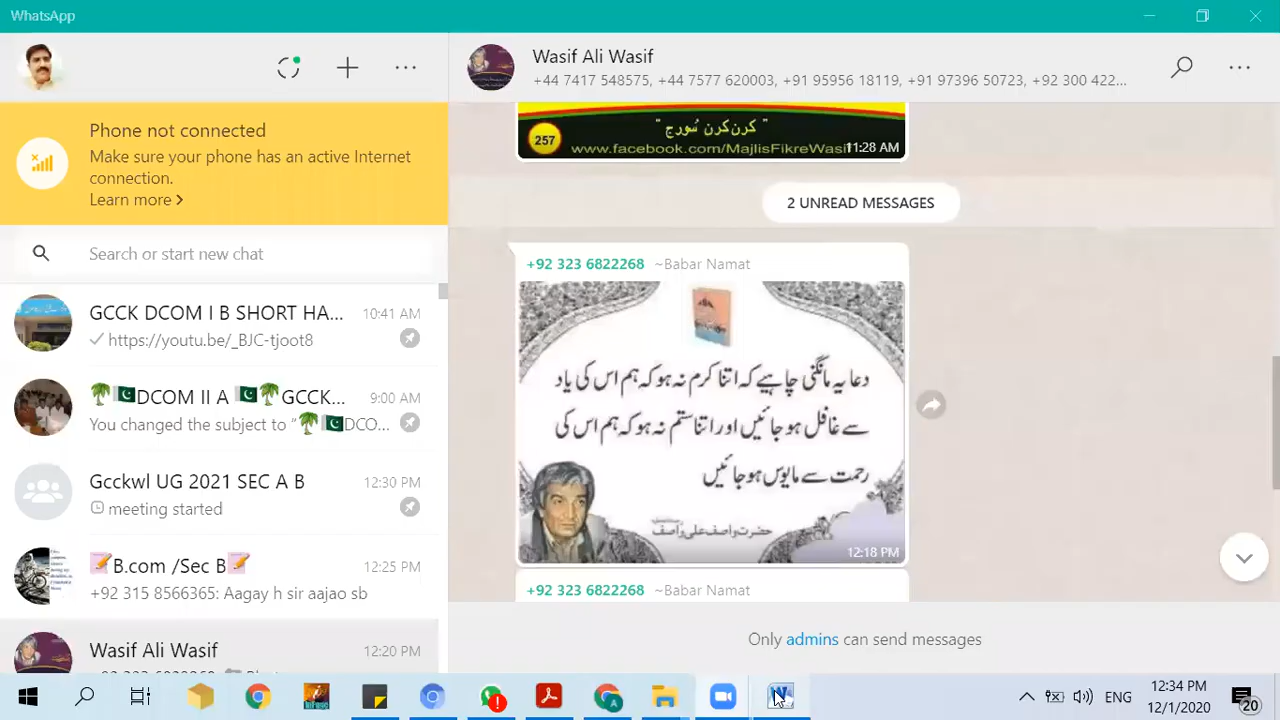 WhatsApp
Wasif Ali Wasif
+44 7417 548575, +44 7577 620003, +91 95956 18119, +91 97396 50723, +92 300 422...
Phone not connected
Make sure your phone has an active Internet
connection.
Learn more
Search or start new chat
GCCK DCOM I B SHORT HA... 10:41 AM
https://youtu.be/_BJC-tjoot8
🌴🇵🇰DCOM II A 🇵🇰🌴GCCK... 9:00 AM
You changed the subject to “🌴🇵🇰DCO...
Gcckwl UG 2021 SEC A B 12:30 PM
meeting started
📝B.com /Sec B📝 12:25 PM
+92 315 8566365: Aagay h sir aajao sb
Wasif Ali Wasif 12:20 PM
"کرن کرن سُورج"
257
www.facebook.com/MajlisFikreWasif
11:28 AM
2 UNREAD MESSAGES
+92 323 6822268 ~Babar Namat
دعا یہ مانگنی چاہیے کہ اتنا کرم نہ ہو کہ ہم اس کی یاد
سے غافل ہو جائیں اور اتنا ستم نہ ہو کہ ہم اس کی
رحمت سے مایوس ہو جائیں
حضرت واصف علی واصف
12:18 PM
+92 323 6822268 ~Babar Namat
Only admins can send messages
ENG
12:34 PM
12/1/2020
20